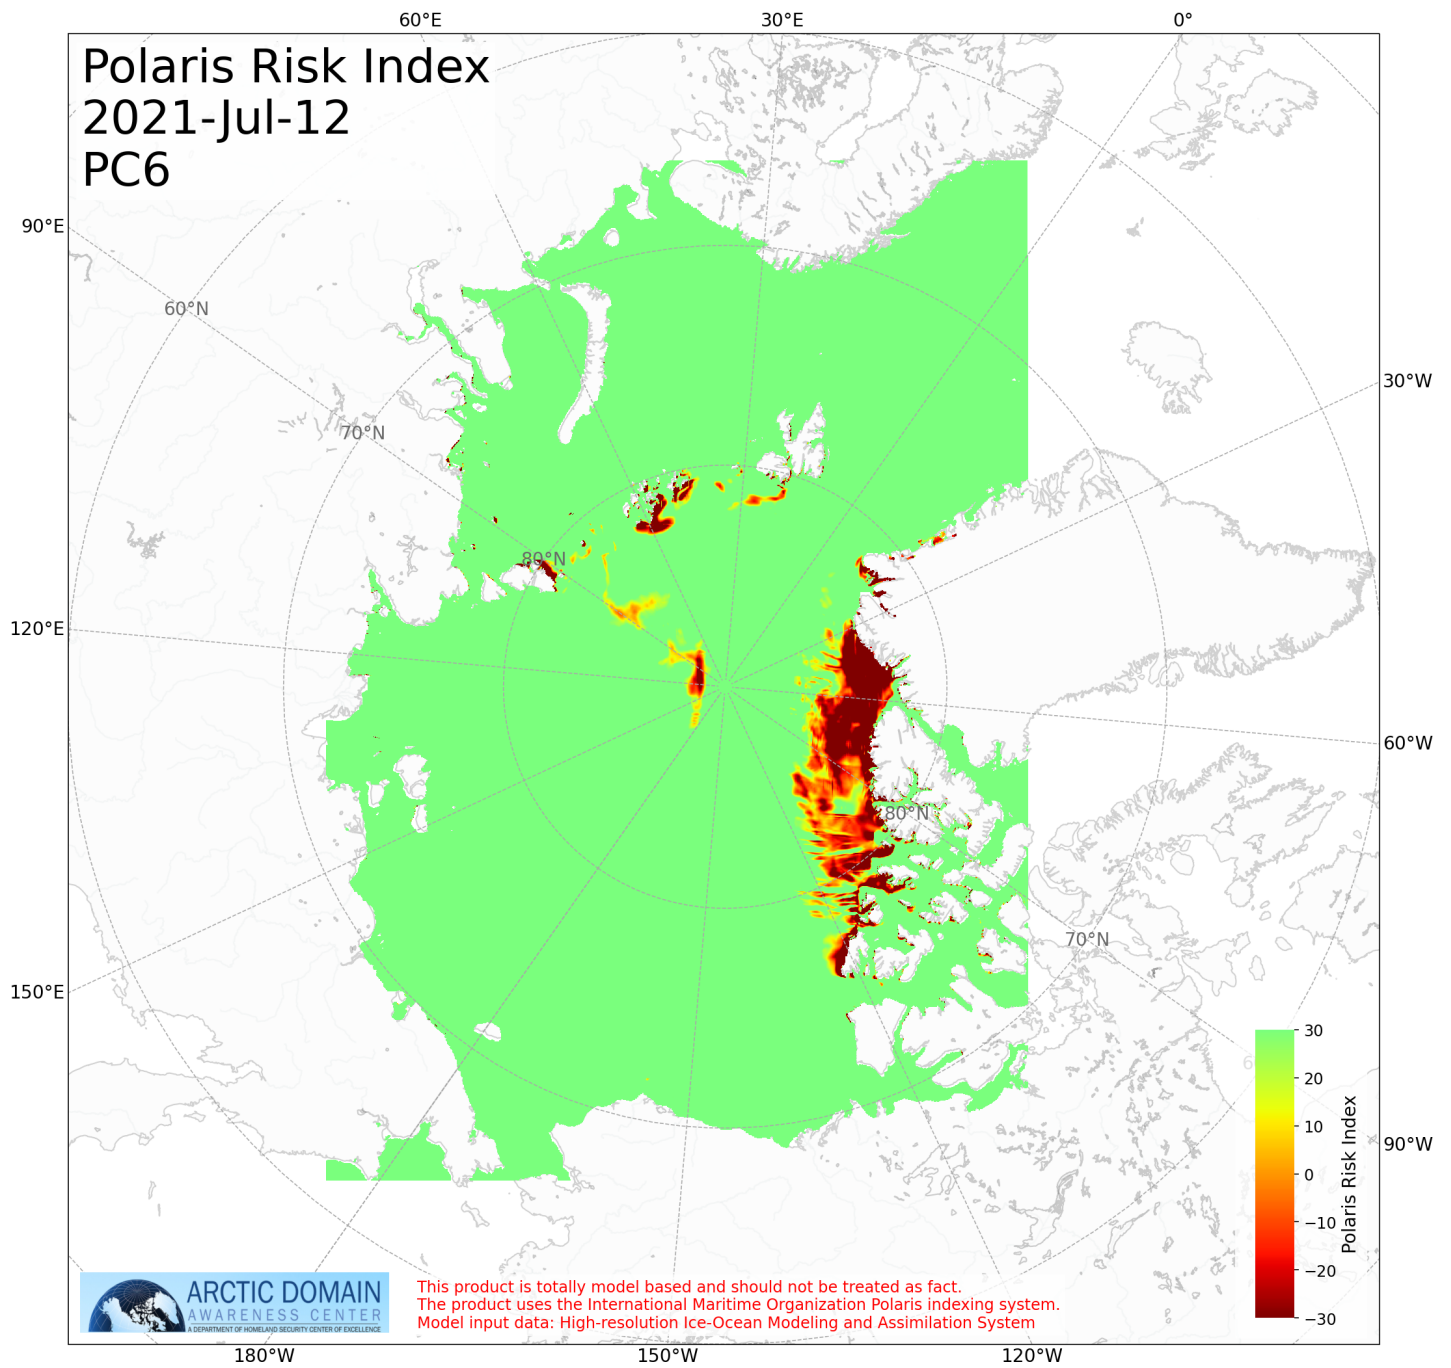 60°E 30°E 0°
Polaris Risk Index
2021-Jul-12
PC6
90°E
60°N
30°W
70°N
80°N
120°E
60°W
80°N
70°N
150°E
30
20
10
0
−10
−20
−30
Polaris Risk Index
90°W
ARCTIC DOMAIN
AWARENESS CENTER
A DEPARTMENT OF HOMELAND SECURITY CENTER OF EXCELLENCE
This product is totally model based and should not be treated as fact.
The product uses the International Maritime Organization Polaris indexing system.
Model input data: High-resolution Ice-Ocean Modeling and Assimilation System
180°W 150°W 120°W